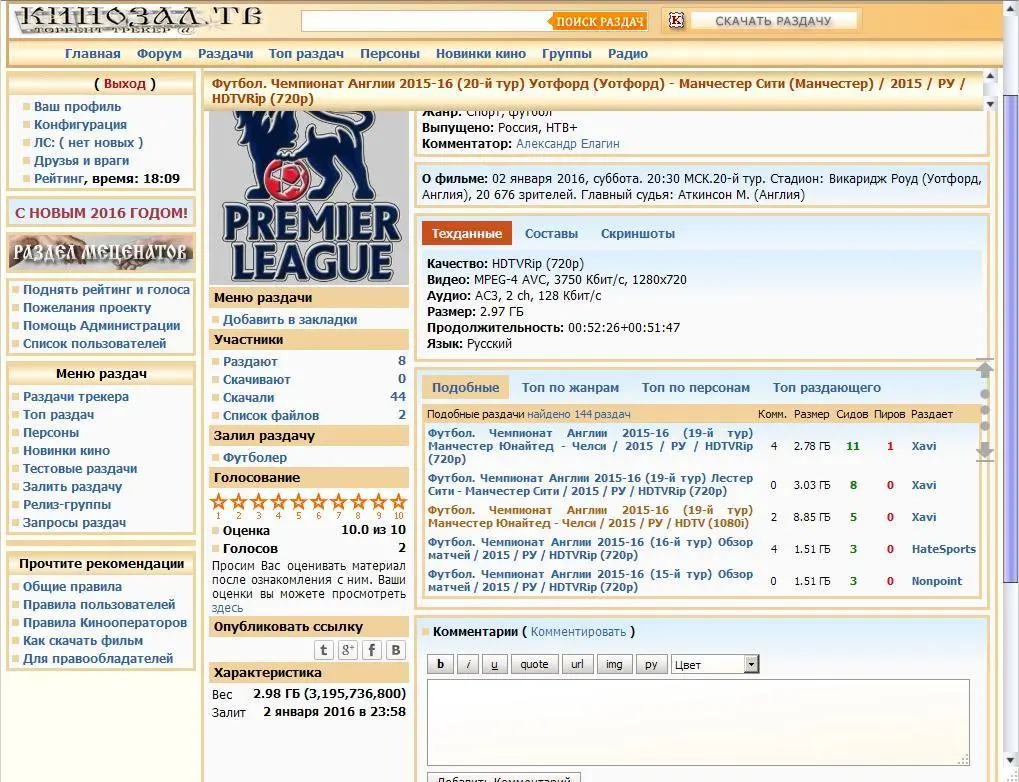 КИНОЗАЛ.ТВ
ТОРРЕНТ-ТРЕКЕР @
ПОИСК РАЗДАЧ
K
СКАЧАТЬ РАЗДАЧУ
Главная Форум Раздачи Топ раздач Персоны Новинки кино Группы Радио
( Выход )
Ваш профиль
Конфигурация
ЛС: ( нет новых )
Друзья и враги
Рейтинг, время: 18:09
С НОВЫМ 2016 ГОДОМ!
РАЗДЕЛ МЕЦЕНАТОВ
Поднять рейтинг и голоса
Пожелания проекту
Помощь Администрации
Список пользователей
Меню раздач
Раздачи трекера
Топ раздач
Персоны
Новинки кино
Тестовые раздачи
Залить раздачу
Релиз-группы
Запросы раздач
Прочтите рекомендации
Общие правила
Правила пользователей
Правила Кинооператоров
Как скачать фильм
Для правообладателей
Футбол. Чемпионат Англии 2015-16 (20-й тур) Уотфорд (Уотфорд) - Манчестер Сити (Манчестер) / 2015 / РУ /
HDTVRip (720p)
PREMIER
LEAGUE
Меню раздачи
Добавить в закладки
Участники
Раздают 8
Скачивают 0
Скачали 44
Список файлов 2
Залил раздачу
Футболер
Голосование
1 2 3 4 5 6 7 8 9 10
Оценка 10.0 из 10
Голосов 2
Просим Вас оценивать материал
после ознакомления с ним. Ваши
оценки вы можете просмотреть
здесь
Опубликовать ссылку
t g+ f B
Характеристика
Вес 2.98 ГБ (3,195,736,800)
Залит 2 января 2016 в 23:58
Жанр: Спорт, футбол
Выпущено: Россия, НТВ+
Комментатор: Александр Елагин
О фильме: 02 января 2016, суббота. 20:30 МСК.20-й тур. Стадион: Викаридж Роуд (Уотфорд,
Англия), 20 676 зрителей. Главный судья: Аткинсон М. (Англия)
Техданные Составы Скриншоты
Качество: HDTVRip (720p)
Видео: MPEG-4 AVC, 3750 Кбит/с, 1280x720
Аудио: AC3, 2 ch, 128 Кбит/с
Размер: 2.97 ГБ
Продолжительность: 00:52:26+00:51:47
Язык: Русский
Подобные Топ по жанрам Топ по персонам Топ раздающего
Подобные раздачи найдено 144 раздач Комм. Размер Сидов Пиров Раздает
Футбол. Чемпионат Англии 2015-16 (19-й тур)
Манчестер Юнайтед - Челси / 2015 / РУ / HDTVRip 4 2.78 ГБ 11 1 Xavi
(720p)
Футбол. Чемпионат Англии 2015-16 (19-й тур) Лестер
Сити - Манчестер Сити / 2015 / РУ / HDTVRip (720p) 0 3.03 ГБ 8 0 Xavi
Футбол. Чемпионат Англии 2015-16 (19-й тур)
Манчестер Юнайтед - Челси / 2015 / РУ / HDTV (1080i) 2 8.85 ГБ 5 0 Xavi
Футбол. Чемпионат Англии 2015-16 (16-й тур) Обзор
матчей / 2015 / РУ / HDTVRip (720p) 4 1.51 ГБ 3 0 HateSports
Футбол. Чемпионат Англии 2015-16 (15-й тур) Обзор
матчей / 2015 / РУ / HDTVRip (720p) 0 1.51 ГБ 3 0 Nonpoint
Комментарии ( Комментировать )
b i u quote url img ру Цвет
Добавить Комментарий